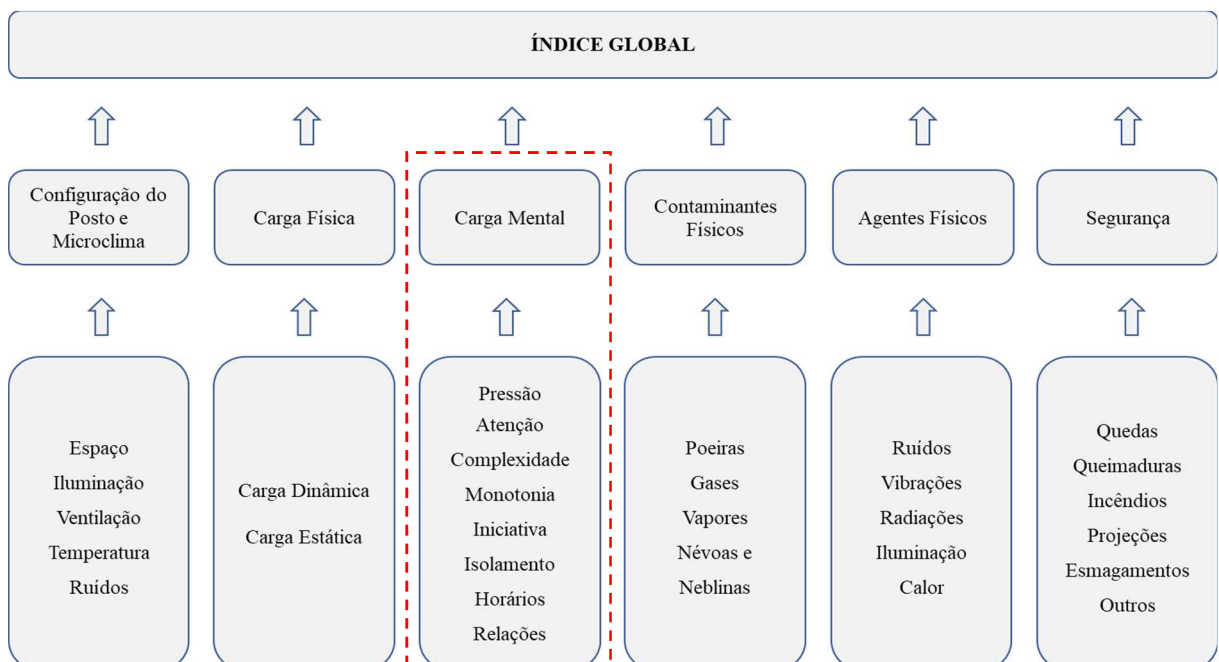 ÍNDICE GLOBAL
Configuração do
Posto e
Microclima
Carga Física
Carga Mental
Contaminantes
Físicos
Agentes Físicos
Segurança
Espaço
Iluminação
Ventilação
Temperatura
Ruídos
Carga Dinâmica
Carga Estática
Pressão
Atenção
Complexidade
Monotonia
Iniciativa
Isolamento
Horários
Relações
Poeiras
Gases
Vapores
Névoas e
Neblinas
Ruídos
Vibrações
Radiações
Iluminação
Calor
Quedas
Queimaduras
Incêndios
Projeções
Esmagamentos
Outros